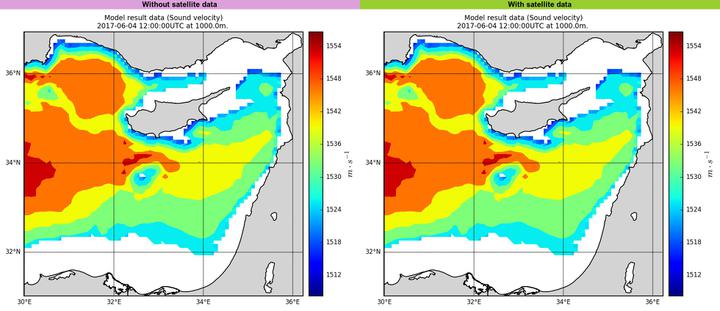 Without satellite data
With satellite data
Model result data (Sound velocity)
2017-06-04 12:00:00UTC at 1000.0m.
Model result data (Sound velocity)
2017-06-04 12:00:00UTC at 1000.0m.
36°N
34°N
32°N
30°E
32°E
34°E
36°E
1554
1548
1542
1536
1530
1524
1518
1512
m · s⁻¹
36°N
34°N
32°N
30°E
32°E
34°E
36°E
1554
1548
1542
1536
1530
1524
1518
1512
m · s⁻¹